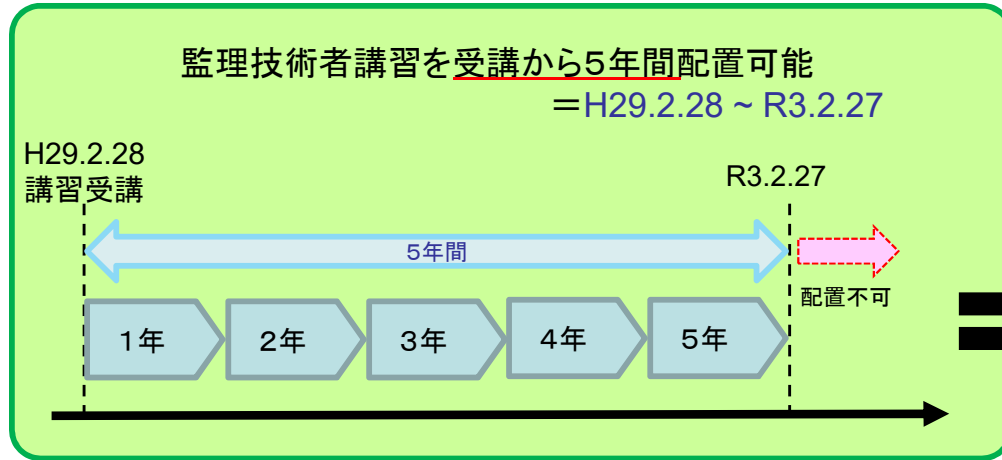 監理技術者講習を受講から５年間配置可能
＝H29.2.28 ~ R3.2.27
H29.2.28
講習受講
R3.2.27
５年間
配置不可
１年
２年
３年
４年
５年